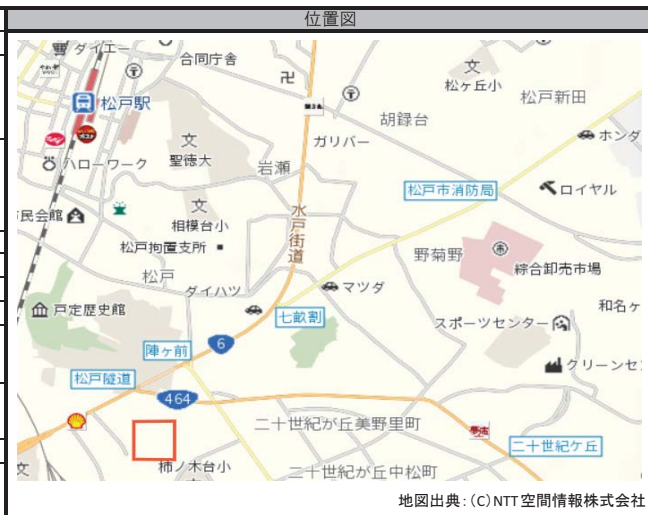 位置図
ダイエー
合同庁舎
卍
文
松ヶ丘小
松戸新田
松戸駅
胡録台
ガリバー
ホンダ
文
聖徳大
ハローワーク
岩瀬
松戸市消防局
ロイヤル
文
相模台小
水戸街道
民会館
松戸拘置支所
野菊野
綜合卸売市場
松戸
ダイハツ
マツダ
和名ヶ
戸定歴史館
七畝割
スポーツセンター
6
陣ヶ前
クリーンセ
松戸隧道
464
二十世紀が丘美野里町
二十世紀ケ丘
文
柿ノ木台小
二十世紀が丘中松町
地図出典:(C)NTT空間情報株式会社